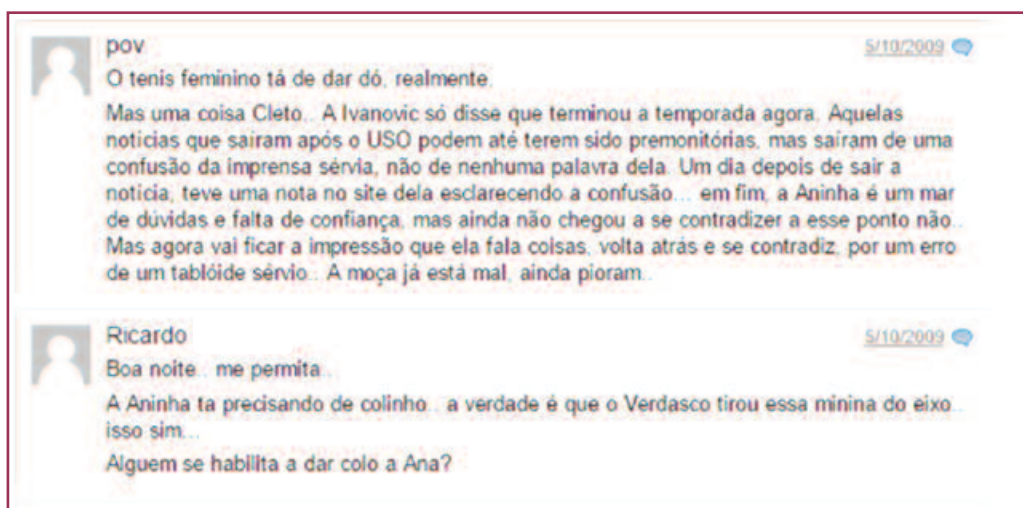 pov
5/10/2009
O tenis feminino tá de dar dó, realmente.
Mas uma coisa Cleto.. A Ivanovic só disse que terminou a temporada agora. Aquelas
noticias que sairam após o USO podem até terem sido premonitórias, mas saíram de uma
confusão da imprensa sérvia, não de nenhuma palavra dela. Um dia depois de sair a
noticia, teve uma nota no site dela esclarecendo a confusão... em fim, a Aninha é um mar
de dúvidas e falta de confiança, mas ainda não chegou a se contradizer a esse ponto não..
Mas agora vai ficar a impressão que ela fala coisas, volta atrás e se contradiz, por um erro
de um tablóide sérvio.. A moça já está mal, ainda pioram..
Ricardo
5/10/2009
Boa noite.. me permita..
A Aninha ta precisando de colinho.. a verdade é que o Verdasco tirou essa minina do eixo..
isso sim...
Alguem se habilita a dar colo a Ana?